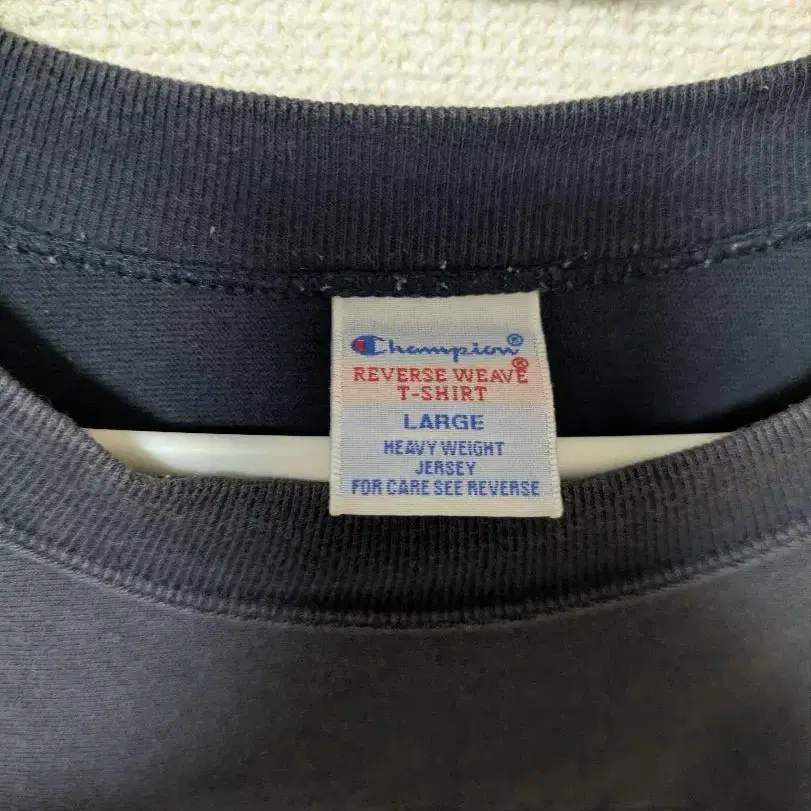 Champion®
REVERSE WEAVE®
T-SHIRT
LARGE
HEAVY WEIGHT
JERSEY
FOR CARE SEE REVERSE